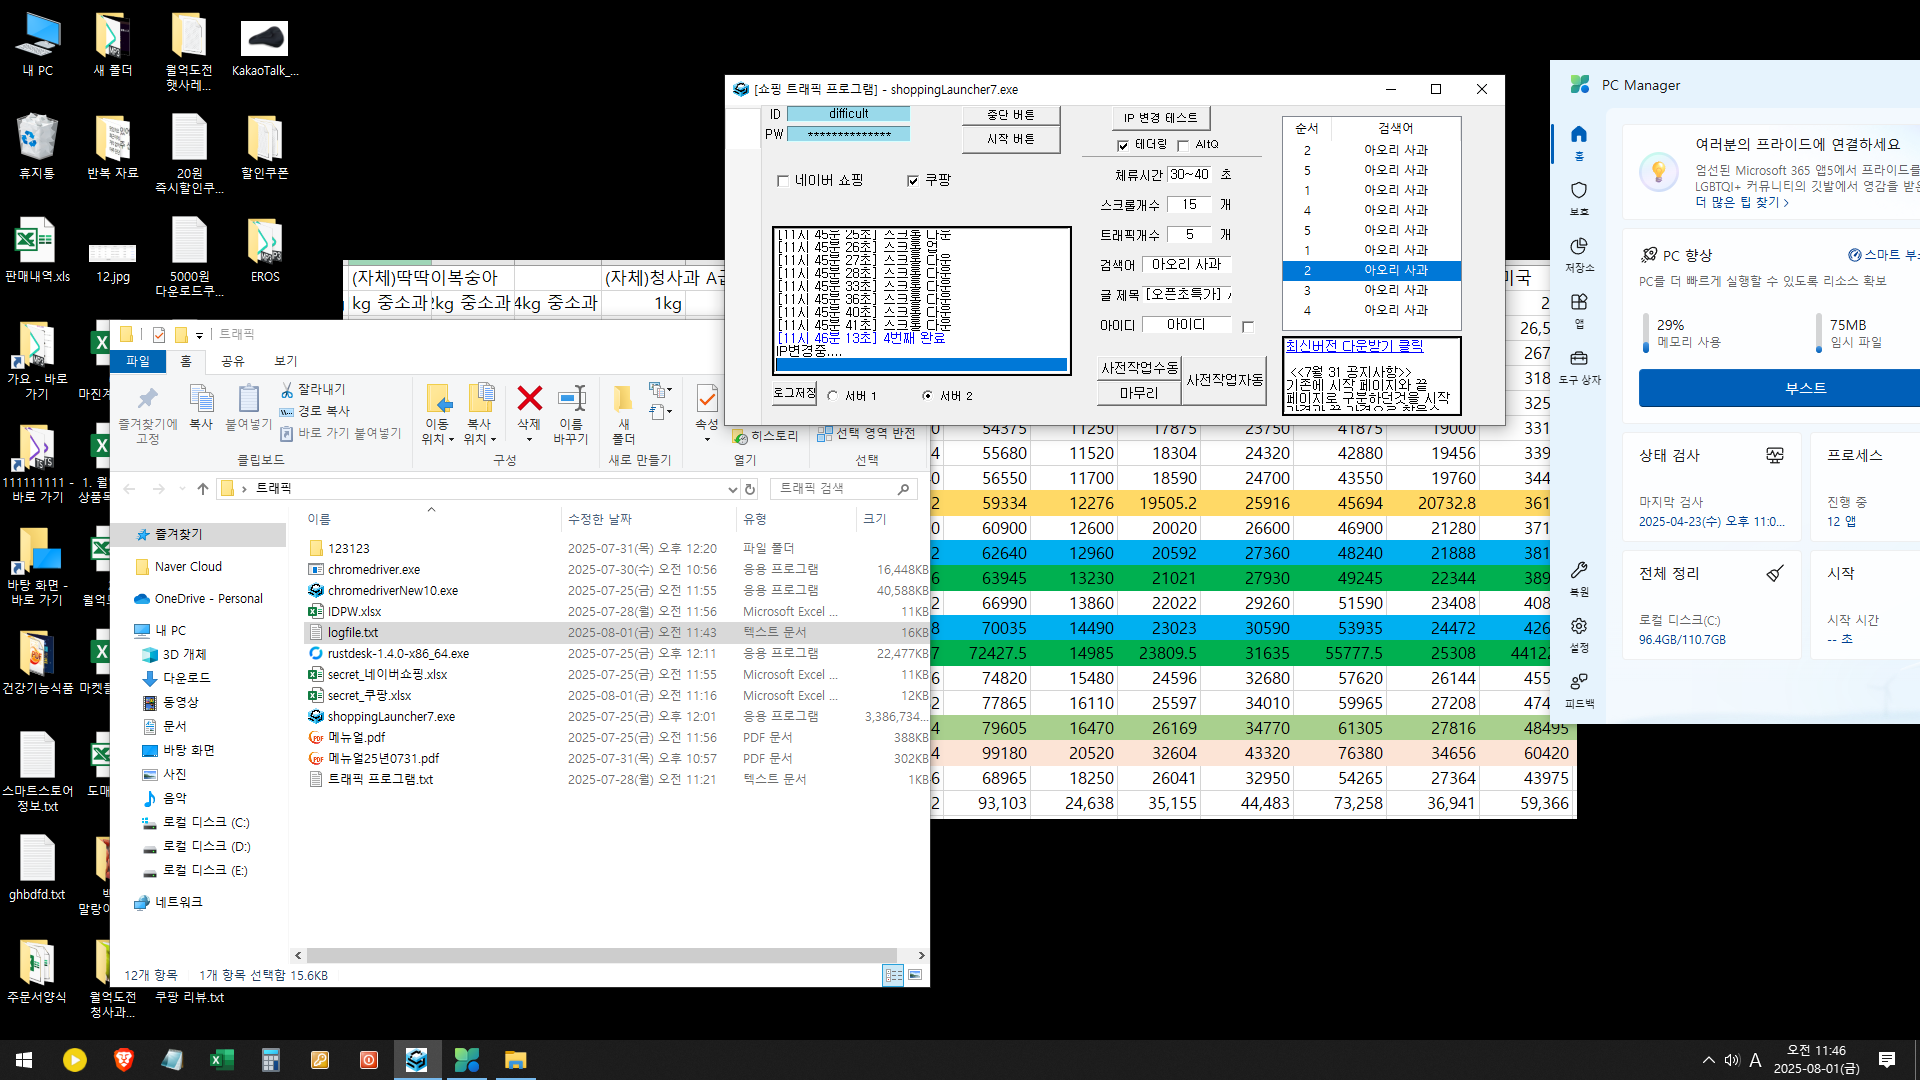 내 PC
새 폴더
월억도전
햇사레...
KakaoTalk_...
휴지통
반복 자료
20원
즉시할인쿠...
할인쿠폰
판매내역.xls
12.jpg
5000원
다운로드쿠...
EROS
가요 - 바로
가기
마진계
111111111 -
바로 가기
1. 월
상품목
바탕 화면 -
바로 가기
월억
건강기능식품
마켓플
스마트스토어
정보.txt
도매
ghbdfd.txt
말랑이
주문서양식
월억도전
청사과...
쿠팡 리뷰.txt
(자체)딱딱이복숭아
(자체)청사과 A급
kg 중소과
2kg 중소과
4kg 중소과
1kg
미국
[쇼핑 트래픽 프로그램] - shoppingLauncher7.exe
ID
difficult
PW
**************
중단 버튼
시작 버튼
네이버 쇼핑
쿠팡
[11시 45분 25초] 스크롤 다운
[11시 45분 26초] 스크롤 업
[11시 45분 27초] 스크롤 다운
[11시 45분 28초] 스크롤 다운
[11시 45분 33초] 스크롤 다운
[11시 45분 36초] 스크롤 다운
[11시 45분 40초] 스크롤 다운
[11시 45분 41초] 스크롤 다운
[11시 46분 13초] 4번째 완료
IP변경중....
로그저장
서버 1
서버 2
IP 변경 테스트
테더링
AltQ
체류시간 30~40 초
스크롤개수 15 개
트래픽개수 5 개
검색어 아오리 사과
글 제목 [오픈초특가]
아이디 아이디
사전작업수동
마무리
사전작업자동
순서 검색어
2 아오리 사과
5 아오리 사과
1 아오리 사과
4 아오리 사과
5 아오리 사과
1 아오리 사과
2 아오리 사과
3 아오리 사과
4 아오리 사과
최신버전 다운받기 클릭
<<7월 31 공지사항>>
기존에 시작 페이지와 끝
페이지로 구분하던것을 시작
PC Manager
홈
보호
저장소
앱
도구 상자
복원
설정
피드백
여러분의 프라이드에 연결하세요
엄선된 Microsoft 365 앱5에서 프라이드를
LGBTQI+ 커뮤니티의 깃발에서 영감을 받은
더 많은 팁 찾기 >
PC 향상
스마트 부스
PC를 더 빠르게 실행할 수 있도록 리소스 확보
29%
메모리 사용
75MB
임시 파일
부스트
상태 검사
마지막 검사
2025-04-23(수) 오후 11:0...
프로세스
진행 중
12 앱
전체 정리
로컬 디스크(C:)
96.4GB/110.7GB
시작
시작 시간
-- 초
트래픽
파일
홈
공유
보기
즐겨찾기에
고정
복사
붙여넣기
잘라내기
경로 복사
바로 가기 붙여넣기
클립보드
이동
위치
복사
위치
삭제
이름
바꾸기
구성
새
폴더
새로 만들기
속성
히스토리
열기
선택 영역 반전
선택
트래픽
트래픽 검색
즐겨찾기
Naver Cloud
OneDrive - Personal
내 PC
3D 개체
다운로드
동영상
문서
바탕 화면
사진
음악
로컬 디스크 (C:)
로컬 디스크 (D:)
로컬 디스크 (E:)
네트워크
이름 수정한 날짜 유형 크기
123123 2025-07-31(목) 오후 12:20 파일 폴더
chromedriver.exe 2025-07-30(수) 오전 10:56 응용 프로그램 16,448KB
chromedriverNew10.exe 2025-07-25(금) 오전 11:55 응용 프로그램 40,588KB
IDPW.xlsx 2025-07-28(월) 오전 11:56 Microsoft Excel ... 11KB
logfile.txt 2025-08-01(금) 오전 11:43 텍스트 문서 16KB
rustdesk-1.4.0-x86_64.exe 2025-07-25(금) 오후 12:11 응용 프로그램 22,477KB
secret_네이버쇼핑.xlsx 2025-07-25(금) 오전 11:55 Microsoft Excel ... 11KB
secret_쿠팡.xlsx 2025-08-01(금) 오전 11:16 Microsoft Excel ... 12KB
shoppingLauncher7.exe 2025-07-25(금) 오후 12:01 응용 프로그램 3,386,734...
메뉴얼.pdf 2025-07-25(금) 오전 11:56 PDF 문서 388KB
메뉴얼25년0731.pdf 2025-07-31(목) 오전 10:57 PDF 문서 302KB
트래픽 프로그램.txt 2025-07-28(월) 오전 11:21 텍스트 문서 1KB
12개 항목
1개 항목 선택함 15.6KB
54375 11250 17875 23750 41875 19000 331
55680 11520 18304 24320 42880 19456 339
56550 11700 18590 24700 43550 19760 344
59334 12276 19505.2 25916 45694 20732.8 361
60900 12600 20020 26600 46900 21280 371
62640 12960 20592 27360 48240 21888 381
63945 13230 21021 27930 49245 22344 389
66990 13860 22022 29260 51590 23408 408
70035 14490 23023 30590 53935 24472 426
72427.5 14985 23809.5 31635 55777.5 25308 4412
74820 15480 24596 32680 57620 26144 455
77865 16110 25597 34010 59965 27208 474
79605 16470 26169 34770 61305 27816 48495
99180 20520 32604 43320 76380 34656 60420
68965 18250 26041 32950 54265 27364 43975
93,103 24,638 35,155 44,483 73,258 36,941 59,366
A
오전 11:46
2025-08-01(금)